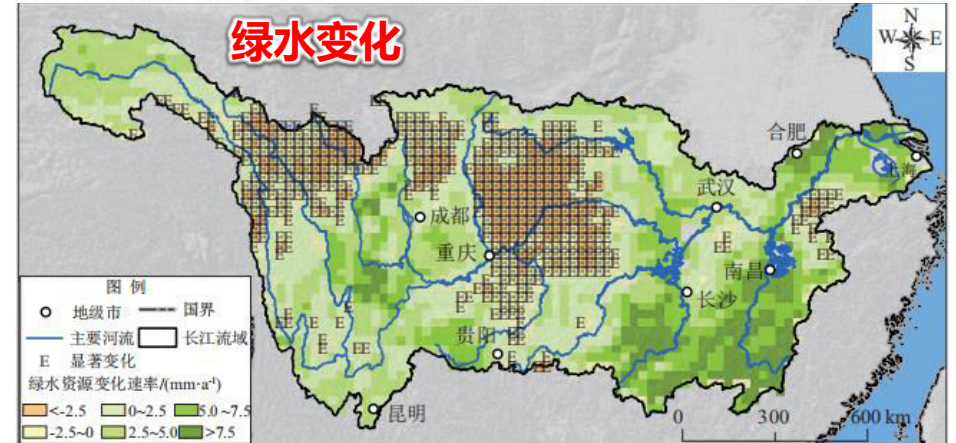 绿水变化
N
W E
S
合肥
上海
武汉
成都
重庆
南昌
长沙
贵阳
昆明
图 例
地级市 国界
主要河流 长江流域
E 显著变化
绿水资源变化速率/(mm·a⁻¹)
<-2.5 0~2.5 5.0~7.5
-2.5~0 2.5~5.0 >7.5
0 300 600 km